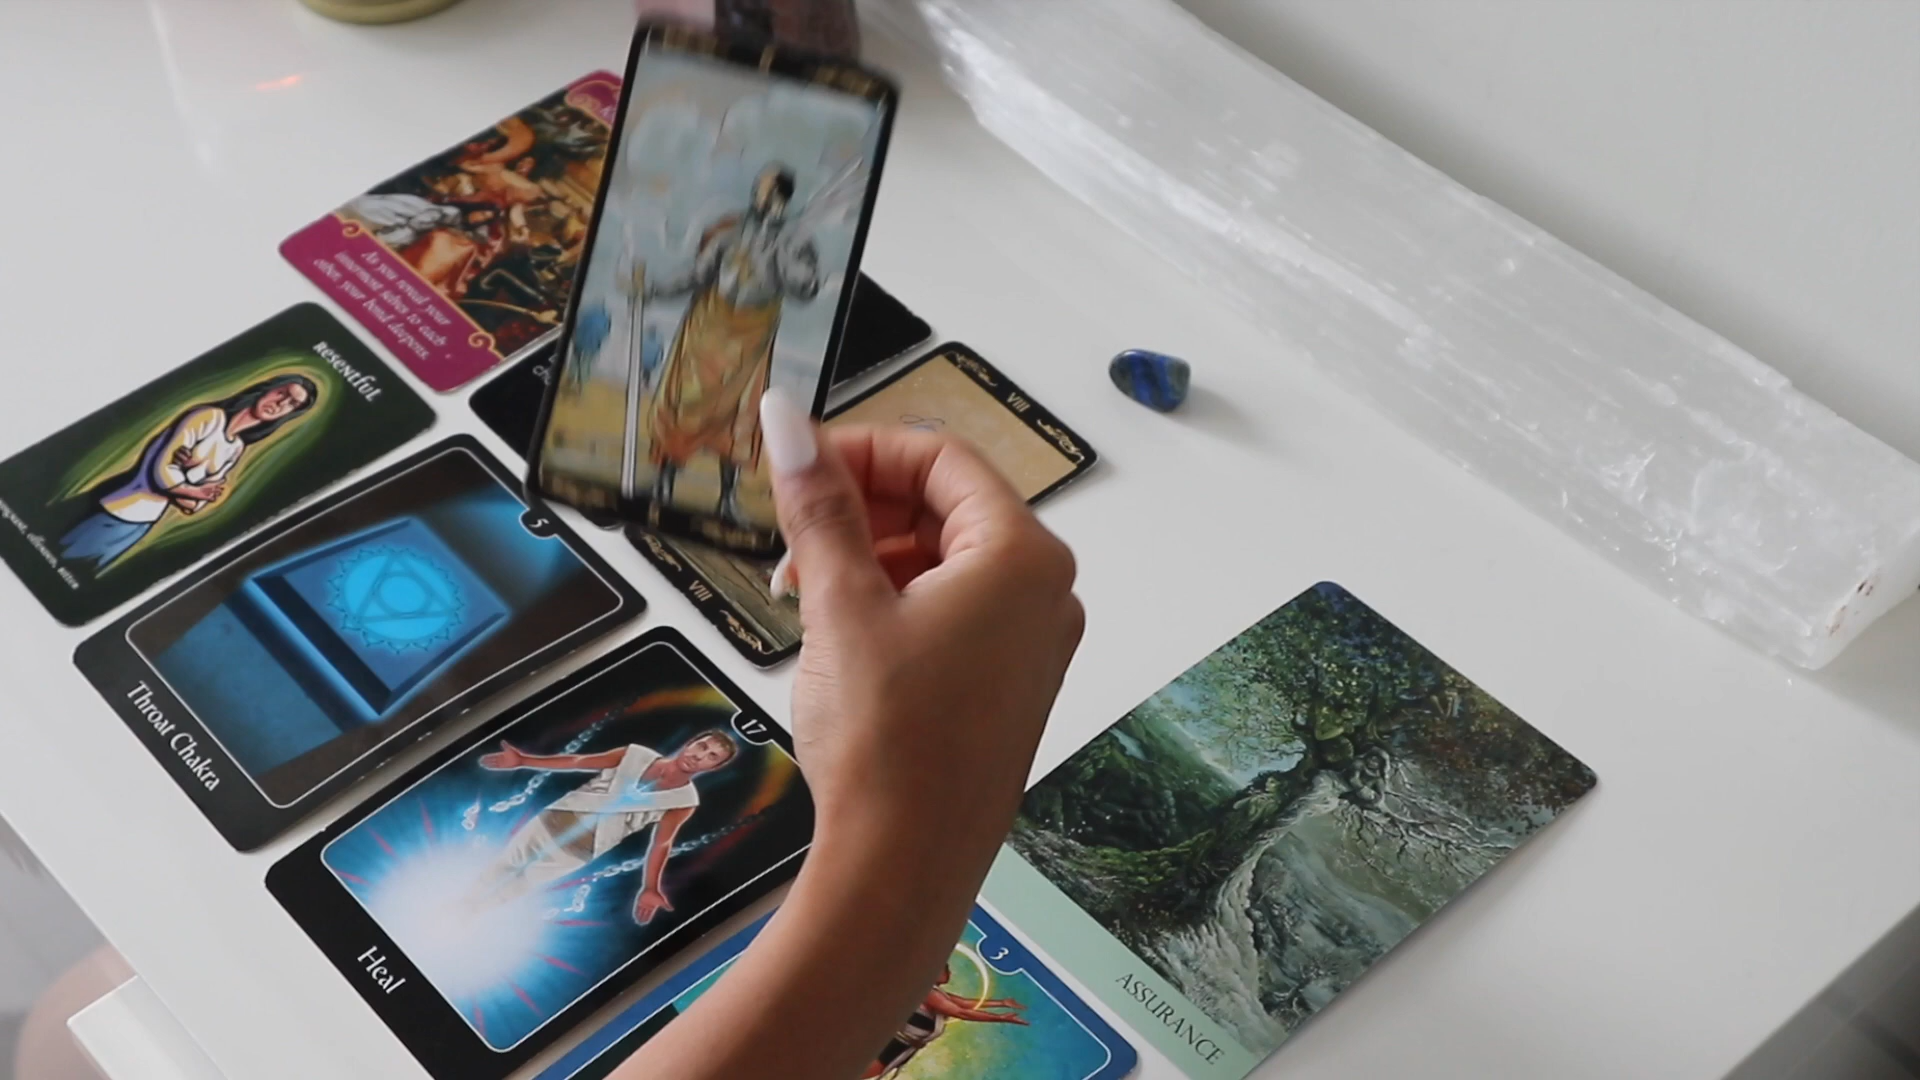 As you reveal your
innermost selves to each
other, your bond deepens.
RESENTFUL
5
Throat Chakra
VIII
VIII
17
Heal
3
ASSURANCE